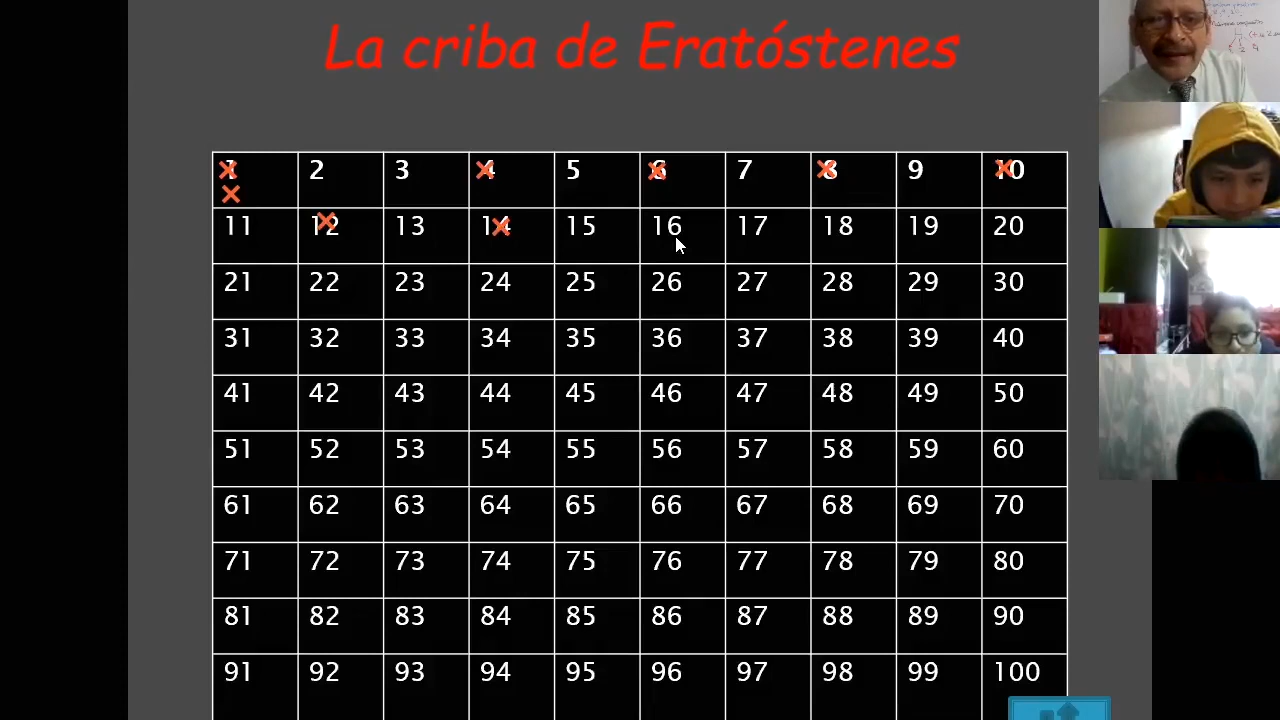 La criba de Eratóstenes
1 2 3 4 5 6 7 8 9 10
11 12 13 14 15 16 17 18 19 20
21 22 23 24 25 26 27 28 29 30
31 32 33 34 35 36 37 38 39 40
41 42 43 44 45 46 47 48 49 50
51 52 53 54 55 56 57 58 59 60
61 62 63 64 65 66 67 68 69 70
71 72 73 74 75 76 77 78 79 80
81 82 83 84 85 86 87 88 89 90
91 92 93 94 95 96 97 98 99 100